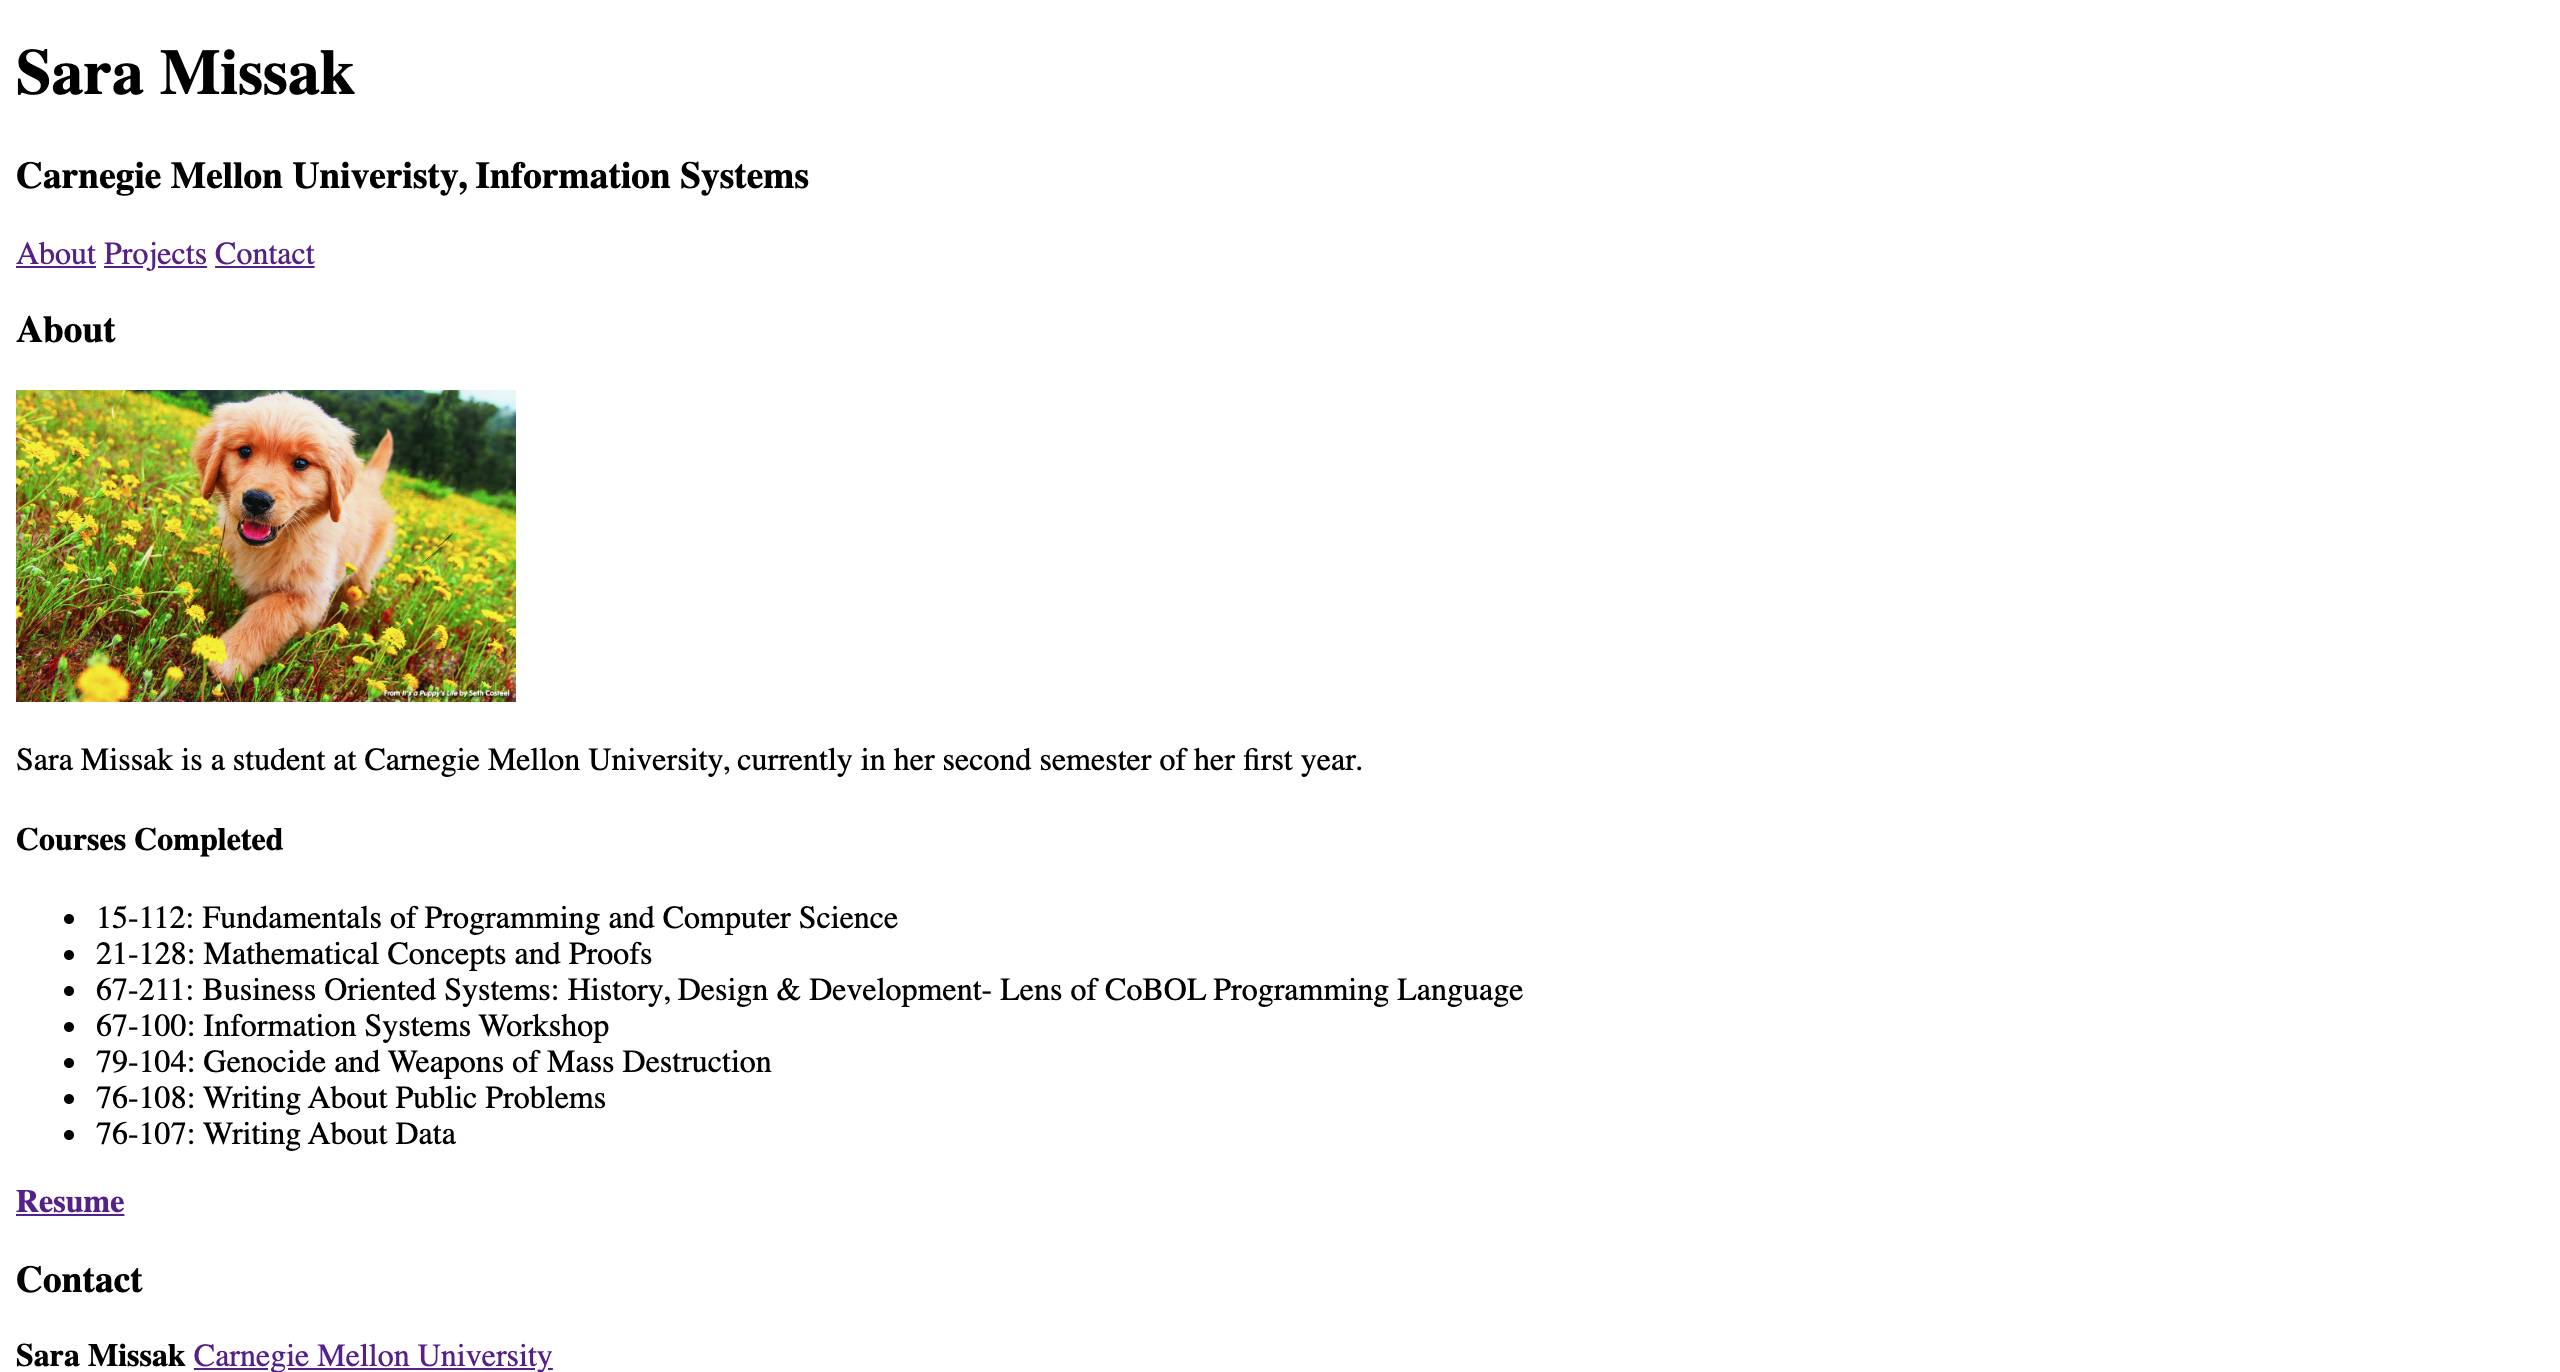 Sara Missak
Carnegie Mellon Univeristy, Information Systems
About Projects Contact
About
From It's a Puppy's Life by Seth Casteel
Sara Missak is a student at Carnegie Mellon University, currently in her second semester of her first year.
Courses Completed
• 15-112: Fundamentals of Programming and Computer Science
• 21-128: Mathematical Concepts and Proofs
• 67-211: Business Oriented Systems: History, Design & Development- Lens of CoBOL Programming Language
• 67-100: Information Systems Workshop
• 79-104: Genocide and Weapons of Mass Destruction
• 76-108: Writing About Public Problems
• 76-107: Writing About Data
Resume
Contact
Sara Missak Carnegie Mellon University